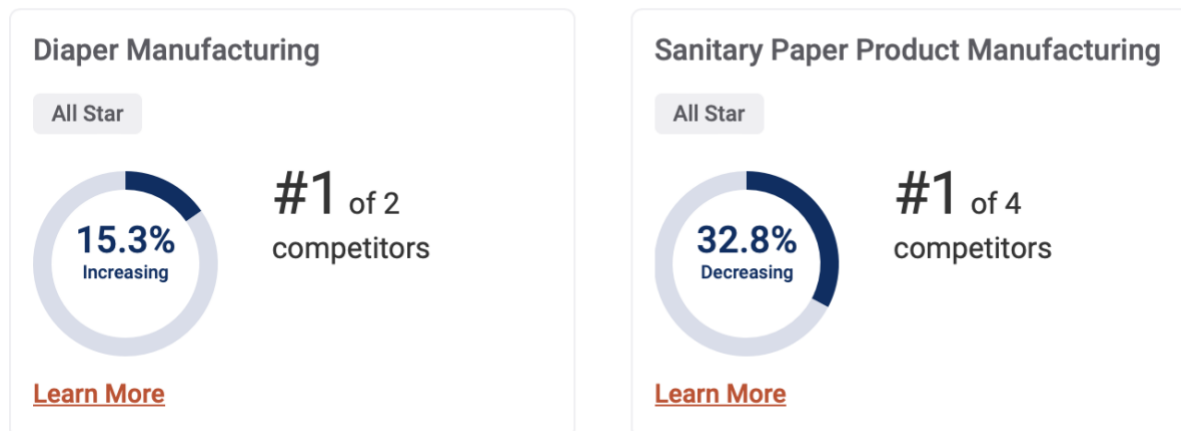 Diaper Manufacturing
All Star
15.3%
Increasing
#1 of 2
competitors
Learn More
Sanitary Paper Product Manufacturing
All Star
32.8%
Decreasing
#1 of 4
competitors
Learn More